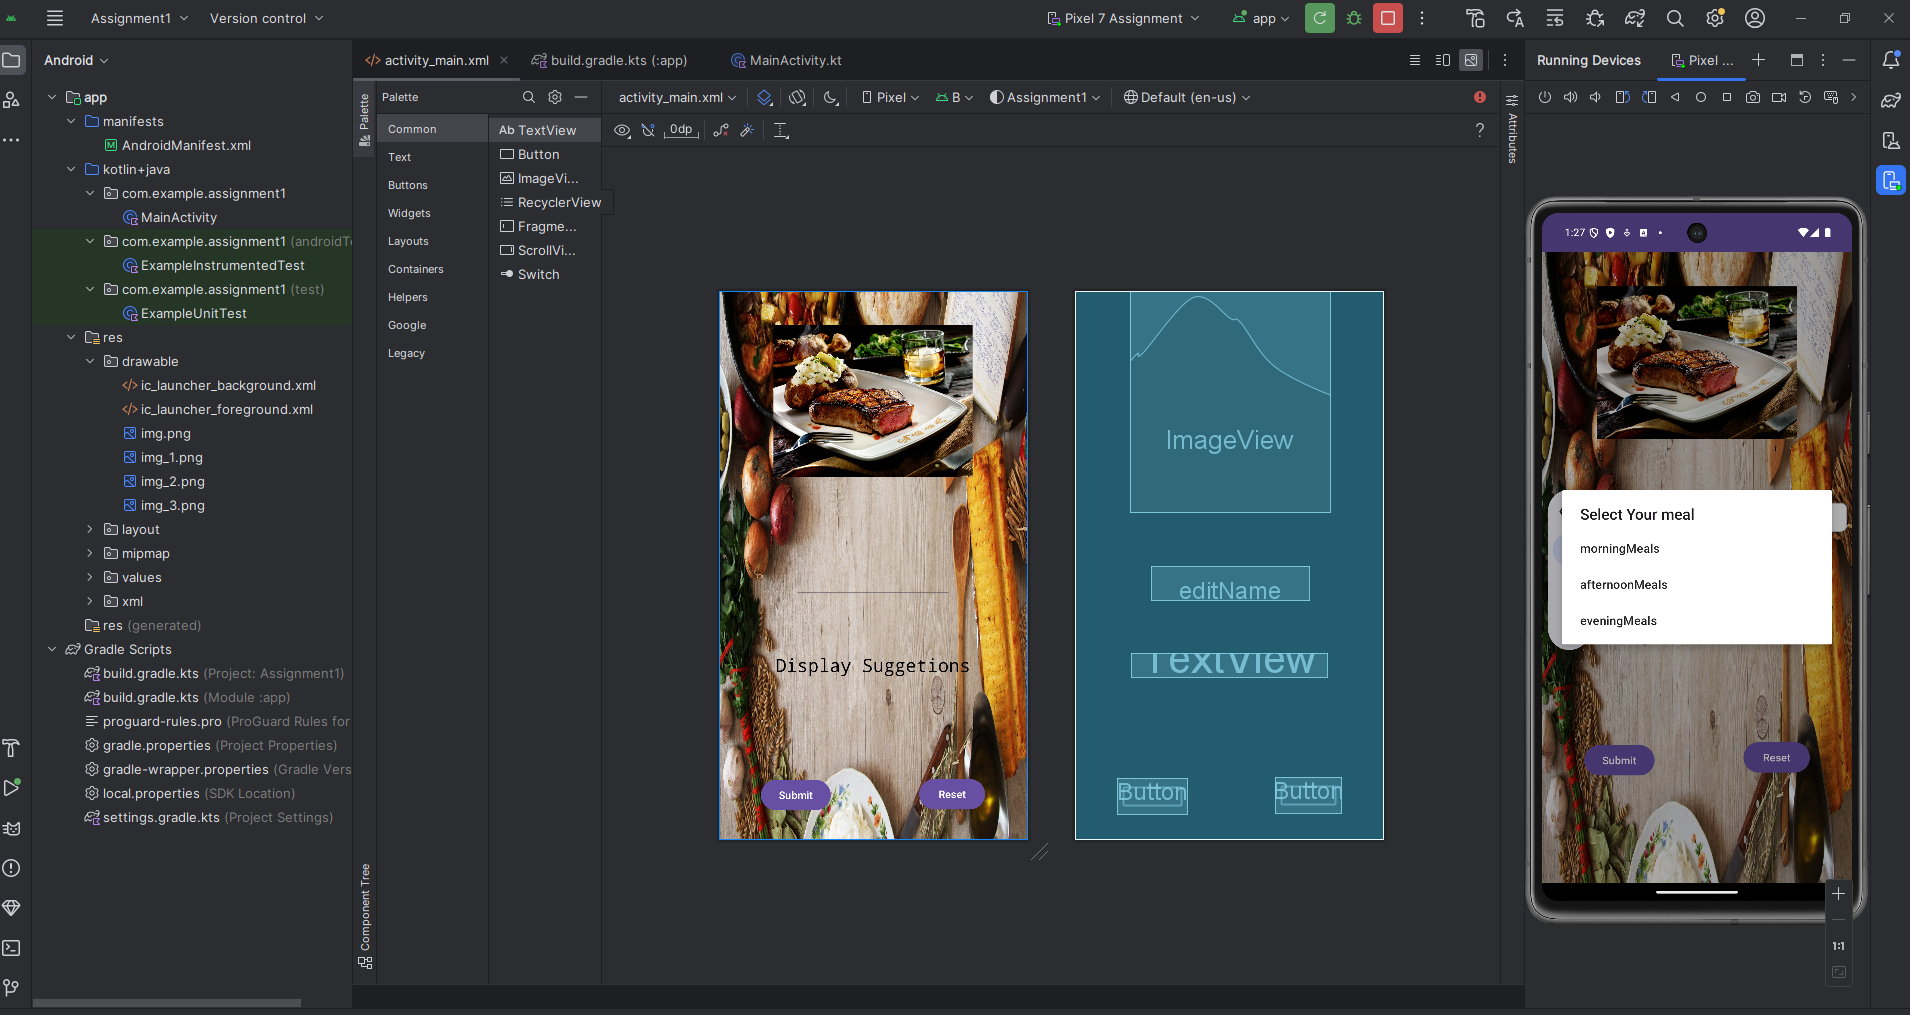 Assignment1
Version control
Pixel 7 Assignment
app
Android
activity_main.xml
build.gradle.kts (:app)
MainActivity.kt
Running Devices
Pixel ...
app
manifests
AndroidManifest.xml
kotlin+java
com.example.assignment1
MainActivity
com.example.assignment1 (androidTe
ExampleInstrumentedTest
com.example.assignment1 (test)
ExampleUnitTest
res
drawable
ic_launcher_background.xml
ic_launcher_foreground.xml
img.png
img_1.png
img_2.png
img_3.png
layout
mipmap
values
xml
res (generated)
Gradle Scripts
build.gradle.kts (Project: Assignment1)
build.gradle.kts (Module :app)
proguard-rules.pro (ProGuard Rules for
gradle.properties (Project Properties)
gradle-wrapper.properties (Gradle Vers
local.properties (SDK Location)
settings.gradle.kts (Project Settings)
Palette
Component Tree
Palette
Common
Text
Buttons
Widgets
Layouts
Containers
Helpers
Google
Legacy
Ab TextView
Button
ImageVi...
RecyclerView
Fragme...
ScrollVi...
Switch
activity_main.xml
Pixel
B
Assignment1
Default (en-us)
0dp
?
Attributes
Display Suggetions
Submit
Reset
ImageView
editName
TextView
Button
Button
1:27
Select Your meal
morningMeals
afternoonMeals
eveningMeals
Submit
Reset
1:1